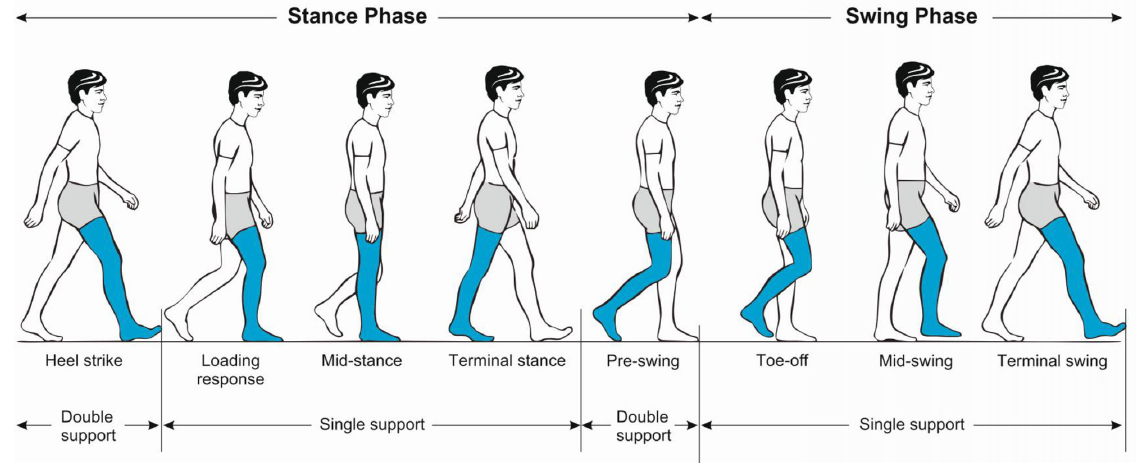 Stance Phase
Swing Phase
Heel strike
Loading
response
Mid-stance
Terminal stance
Pre-swing
Toe-off
Mid-swing
Terminal swing
Double
support
Single support
Double
support
Single support